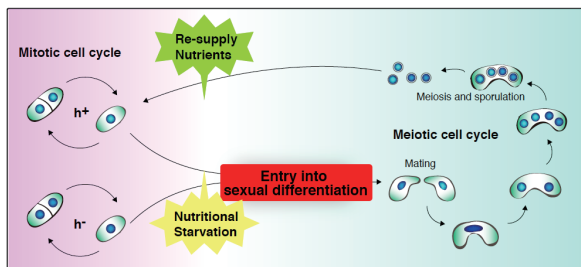 Mitotic cell cycle
h+
h-
Re-supply
Nutrients
Entry into
sexual differentiation
Nutritional
Starvation
Meiosis and sporulation
Meiotic cell cycle
Mating